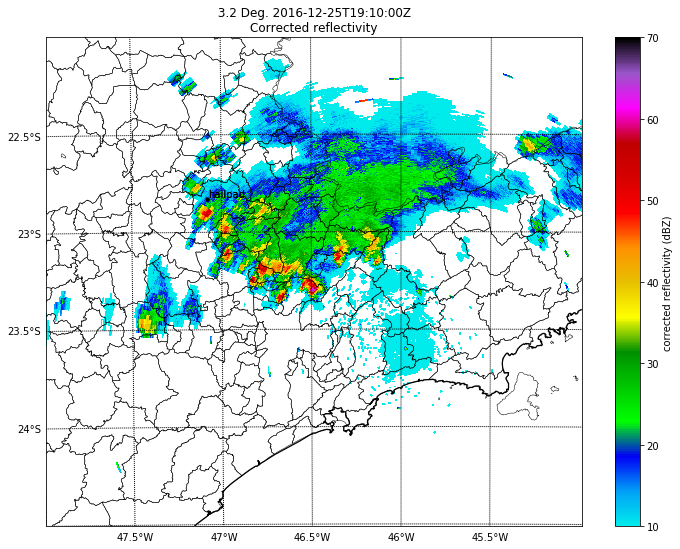 3.2 Deg. 2016-12-25T19:10:00Z
Corrected reflectivity
22.5°S
23°S
23.5°S
24°S
hailpad
47.5°W
47°W
46.5°W
46°W
45.5°W
70
60
50
40
30
20
10
corrected reflectivity (dBZ)